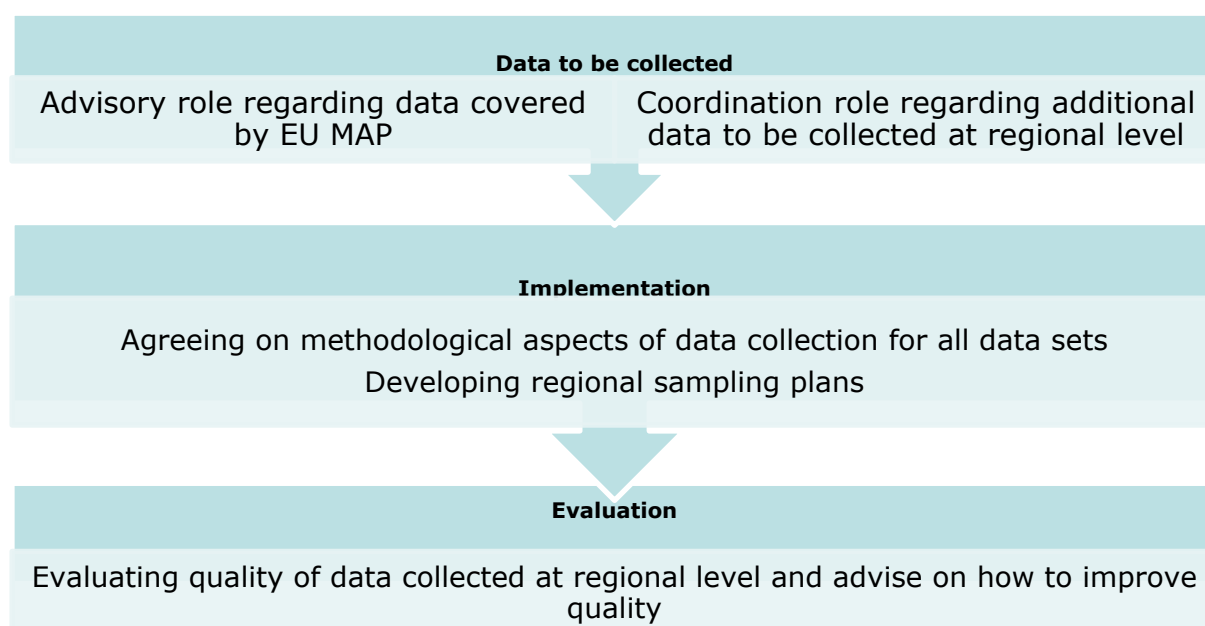 Data to be collected
Advisory role regarding data covered
by EU MAP
Coordination role regarding additional
data to be collected at regional level
Implementation
Agreeing on methodological aspects of data collection for all data sets
Developing regional sampling plans
Evaluation
Evaluating quality of data collected at regional level and advise on how to improve
quality